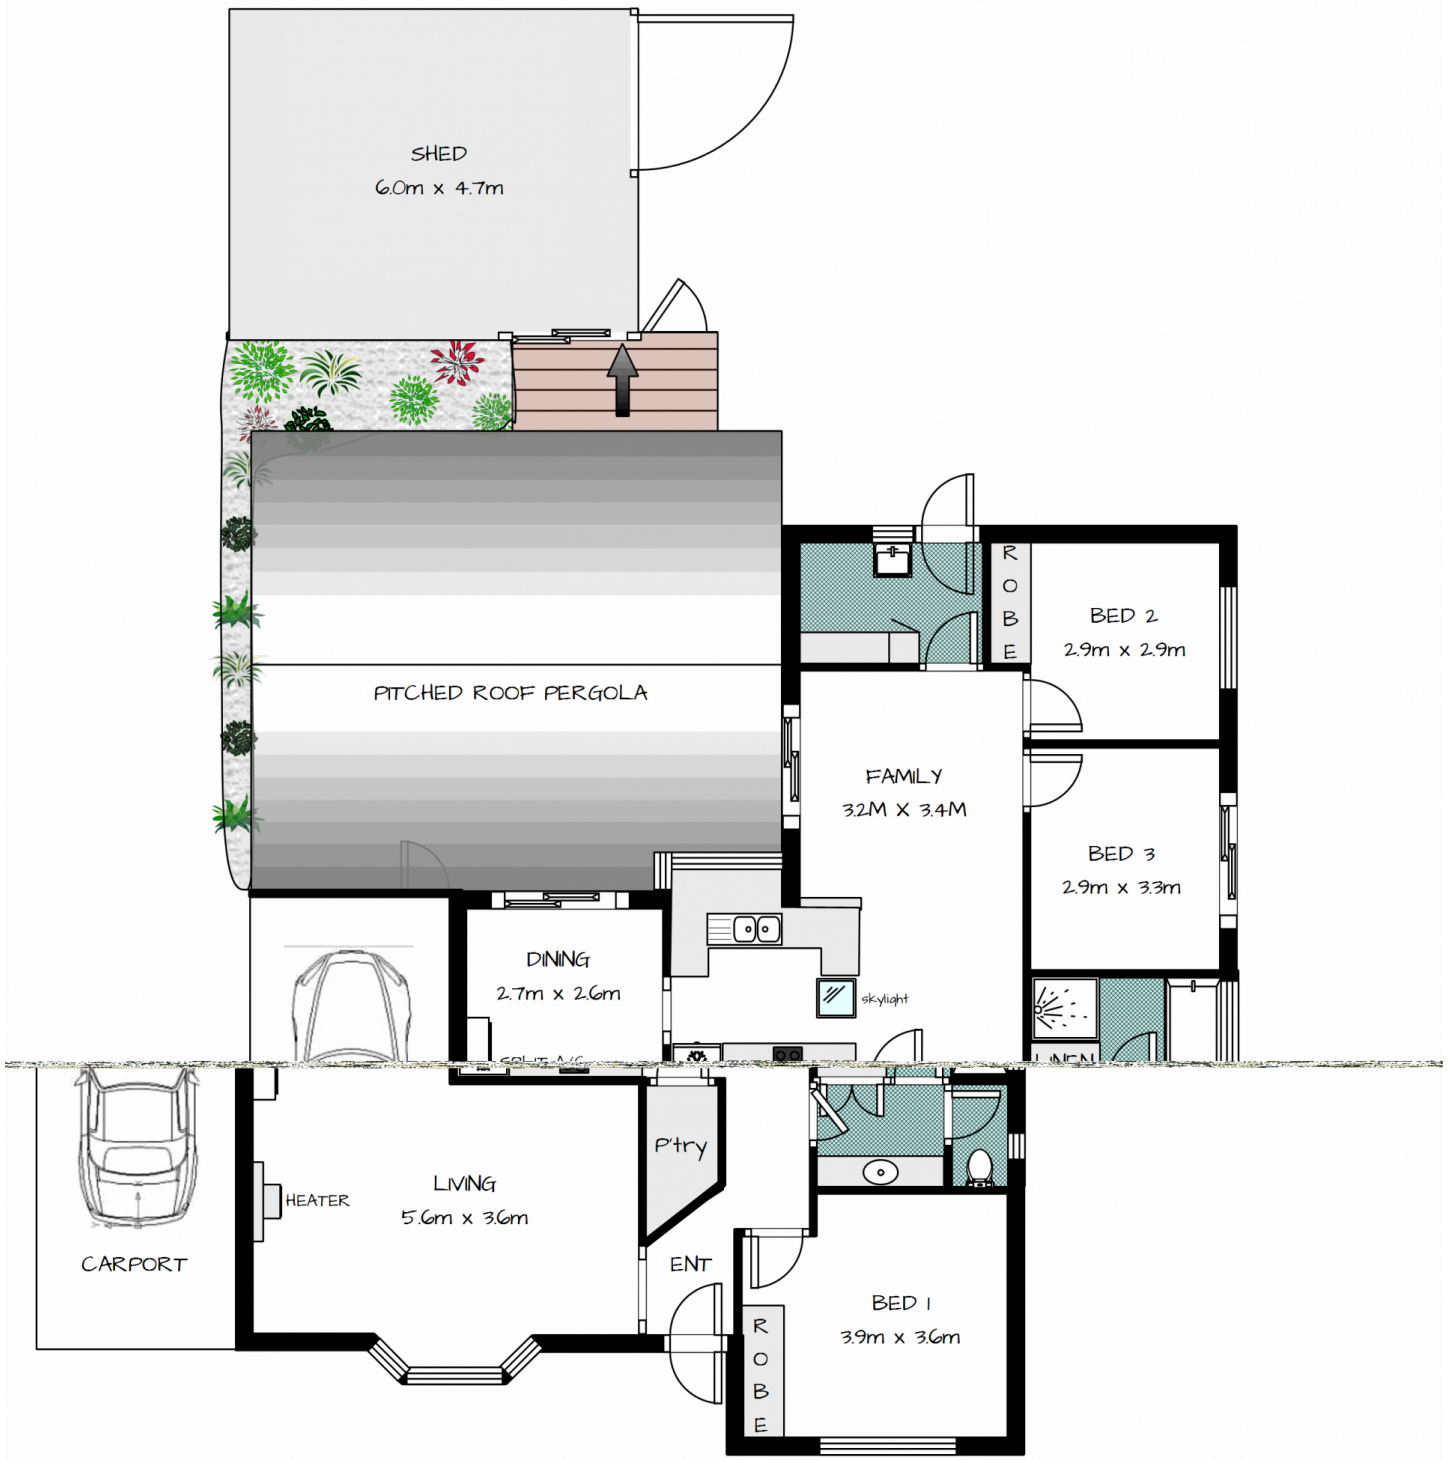 SHED
6.0m x 4.7m
PITCHED ROOF PERGOLA
R
O
B
E
BED 2
2.9m x 2.9m
FAMILY
3.2M X 3.4M
BED 3
2.9m x 3.3m
DINING
2.7m x 2.6m
skylight
SPLIT A/C
LINEN
P'try
LIVING
5.6m x 3.6m
HEATER
CARPORT
ENT
BED 1
3.9m x 3.6m
R
O
B
E